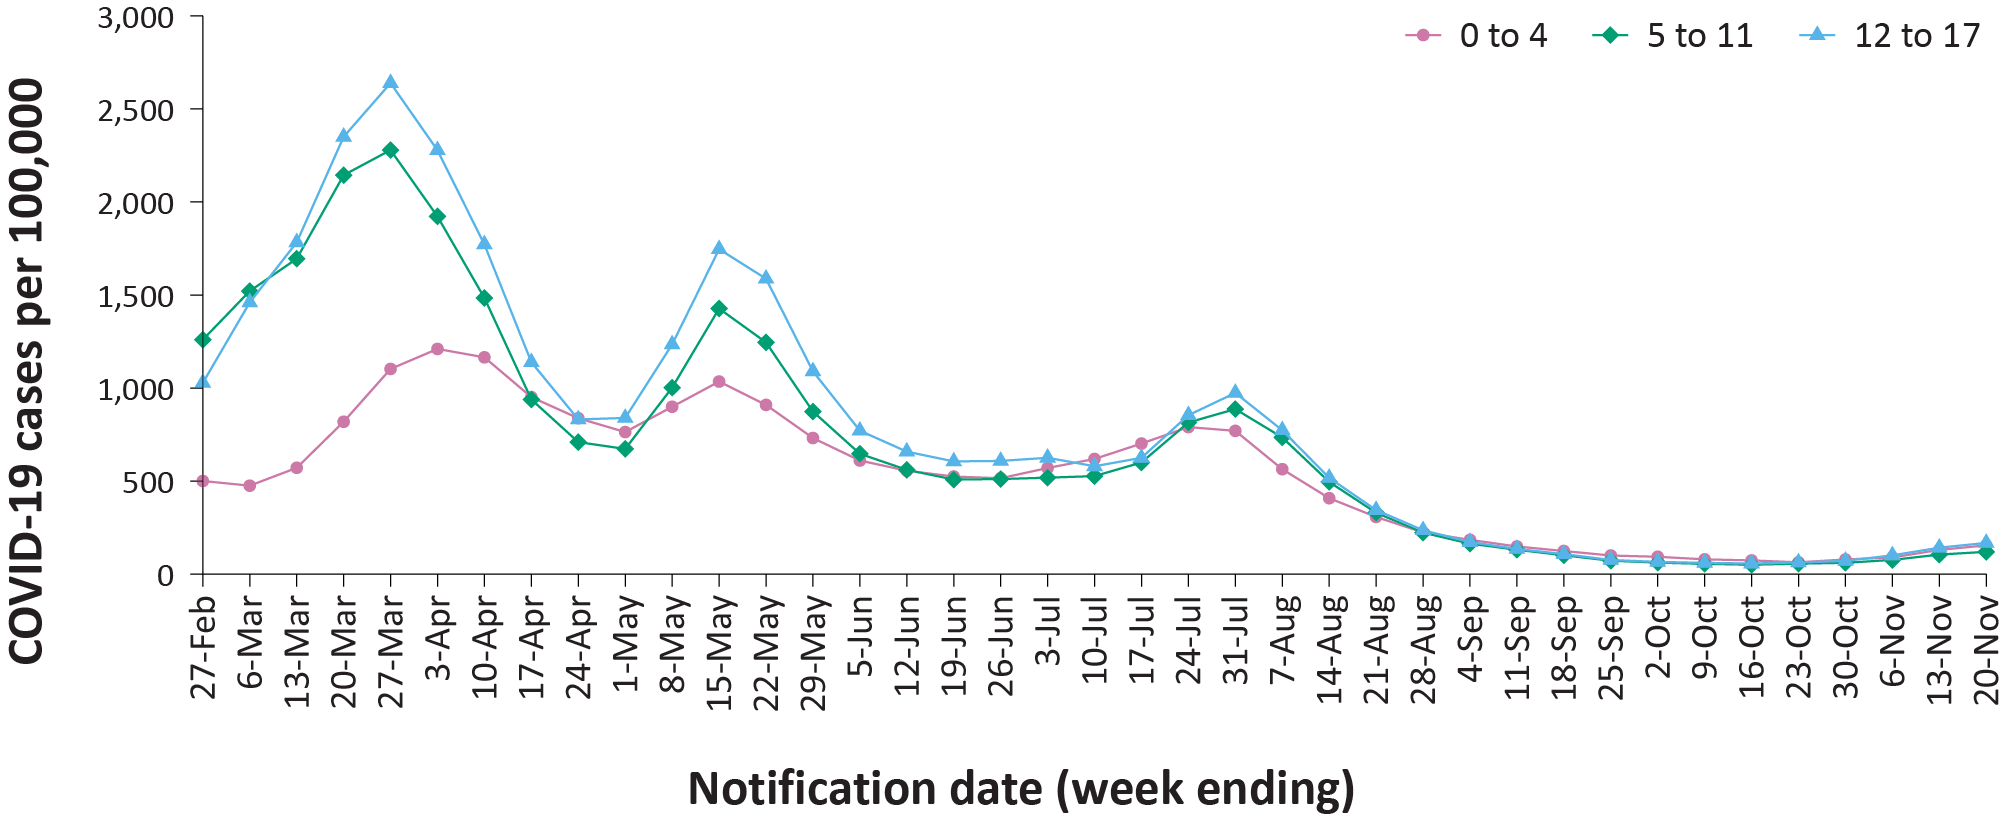 COVID-19 cases per 100,000
3,000
2,500
2,000
1,500
1,000
500
0
0 to 4
5 to 11
12 to 17
27-Feb
6-Mar
13-Mar
20-Mar
27-Mar
3-Apr
10-Apr
17-Apr
24-Apr
1-May
8-May
15-May
22-May
29-May
5-Jun
12-Jun
19-Jun
26-Jun
3-Jul
10-Jul
17-Jul
24-Jul
31-Jul
7-Aug
14-Aug
21-Aug
28-Aug
4-Sep
11-Sep
18-Sep
25-Sep
2-Oct
9-Oct
16-Oct
23-Oct
30-Oct
6-Nov
13-Nov
20-Nov
Notification date (week ending)